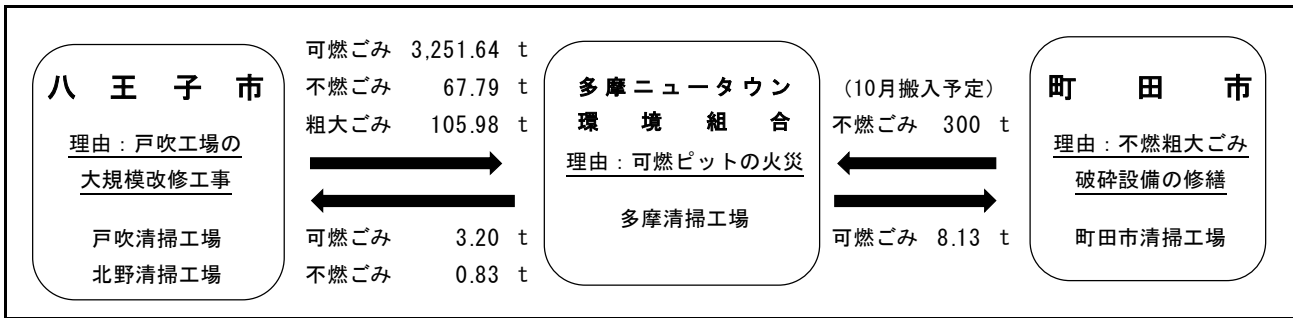 八王子市
理由：戸吹工場の
大規模改修工事
戸吹清掃工場
北野清掃工場
可燃ごみ 3,251.64 t
不燃ごみ 67.79 t
粗大ごみ 105.98 t
可燃ごみ 3.20 t
不燃ごみ 0.83 t
多摩ニュータウン
環境組合
理由：可燃ピットの火災
多摩清掃工場
（10月搬入予定）
不燃ごみ 300 t
可燃ごみ 8.13 t
町田市
理由：不燃粗大ごみ
破砕設備の修繕
町田市清掃工場